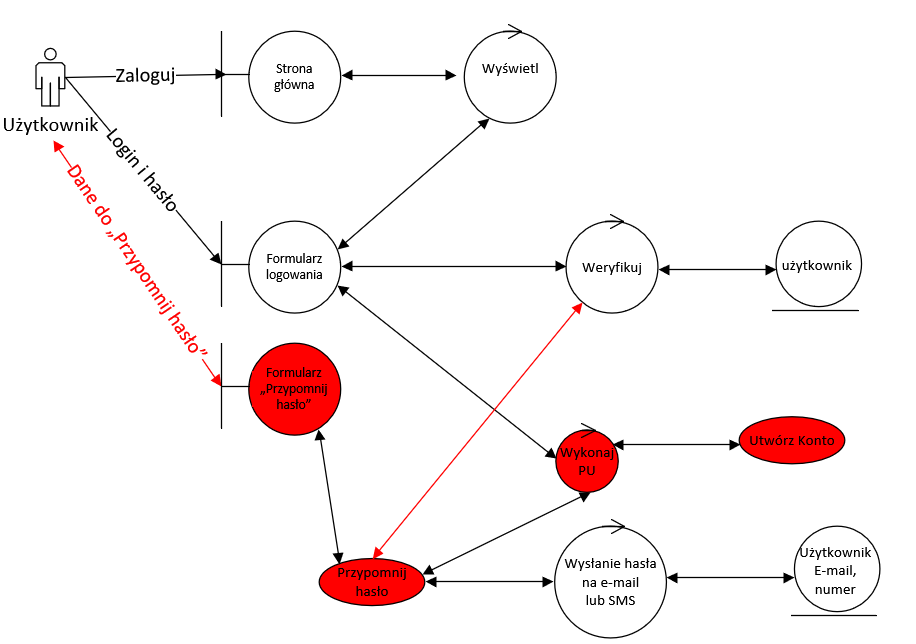 Zaloguj
Strona
główna
Wyświetl
Użytkownik
Login i hasło
Dane do „Przypomnij hasło”
Formularz
logowania
Weryfikuj
użytkownik
Formularz
„Przypomnij
hasło”
Wykonaj
PU
Utwórz Konto
Przypomnij
hasło
Wysłanie hasła
na e-mail
lub SMS
Użytkownik
E-mail,
numer